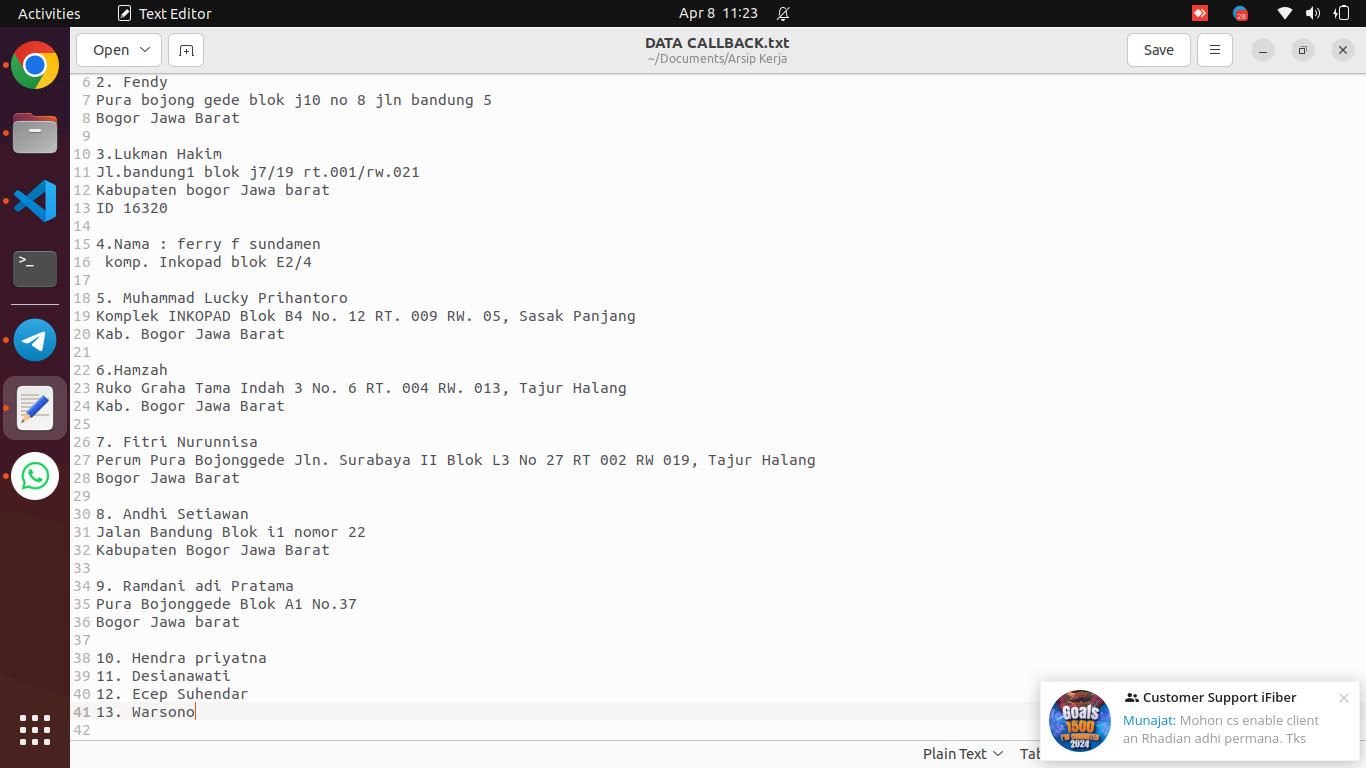 Activities
Text Editor
Apr 8 11:23
28
Open
DATA CALLBACK.txt
~/Documents/Arsip Kerja
Save
6 2. Fendy
7 Pura bojong gede blok j10 no 8 jln bandung 5
8 Bogor Jawa Barat
9
10 3.Lukman Hakim
11 Jl.bandung1 blok j7/19 rt.001/rw.021
12 Kabupaten bogor Jawa barat
13 ID 16320
14
15 4.Nama : ferry f sundamen
16 komp. Inkopad blok E2/4
17
18 5. Muhammad Lucky Prihantoro
19 Komplek INKOPAD Blok B4 No. 12 RT. 009 RW. 05, Sasak Panjang
20 Kab. Bogor Jawa Barat
21
22 6.Hamzah
23 Ruko Graha Tama Indah 3 No. 6 RT. 004 RW. 013, Tajur Halang
24 Kab. Bogor Jawa Barat
25
26 7. Fitri Nurunnisa
27 Perum Pura Bojonggede Jln. Surabaya II Blok L3 No 27 RT 002 RW 019, Tajur Halang
28 Bogor Jawa Barat
29
30 8. Andhi Setiawan
31 Jalan Bandung Blok i1 nomor 22
32 Kabupaten Bogor Jawa Barat
33
34 9. Ramdani adi Pratama
35 Pura Bojonggede Blok A1 No.37
36 Bogor Jawa barat
37
38 10. Hendra priyatna
39 11. Desianawati
40 12. Ecep Suhendar
41 13. Warsono
42
Goals
1500
2024
Customer Support iFiber
Munajat: Mohon cs enable client
an Rhadian adhi permana. Tks
Plain Text